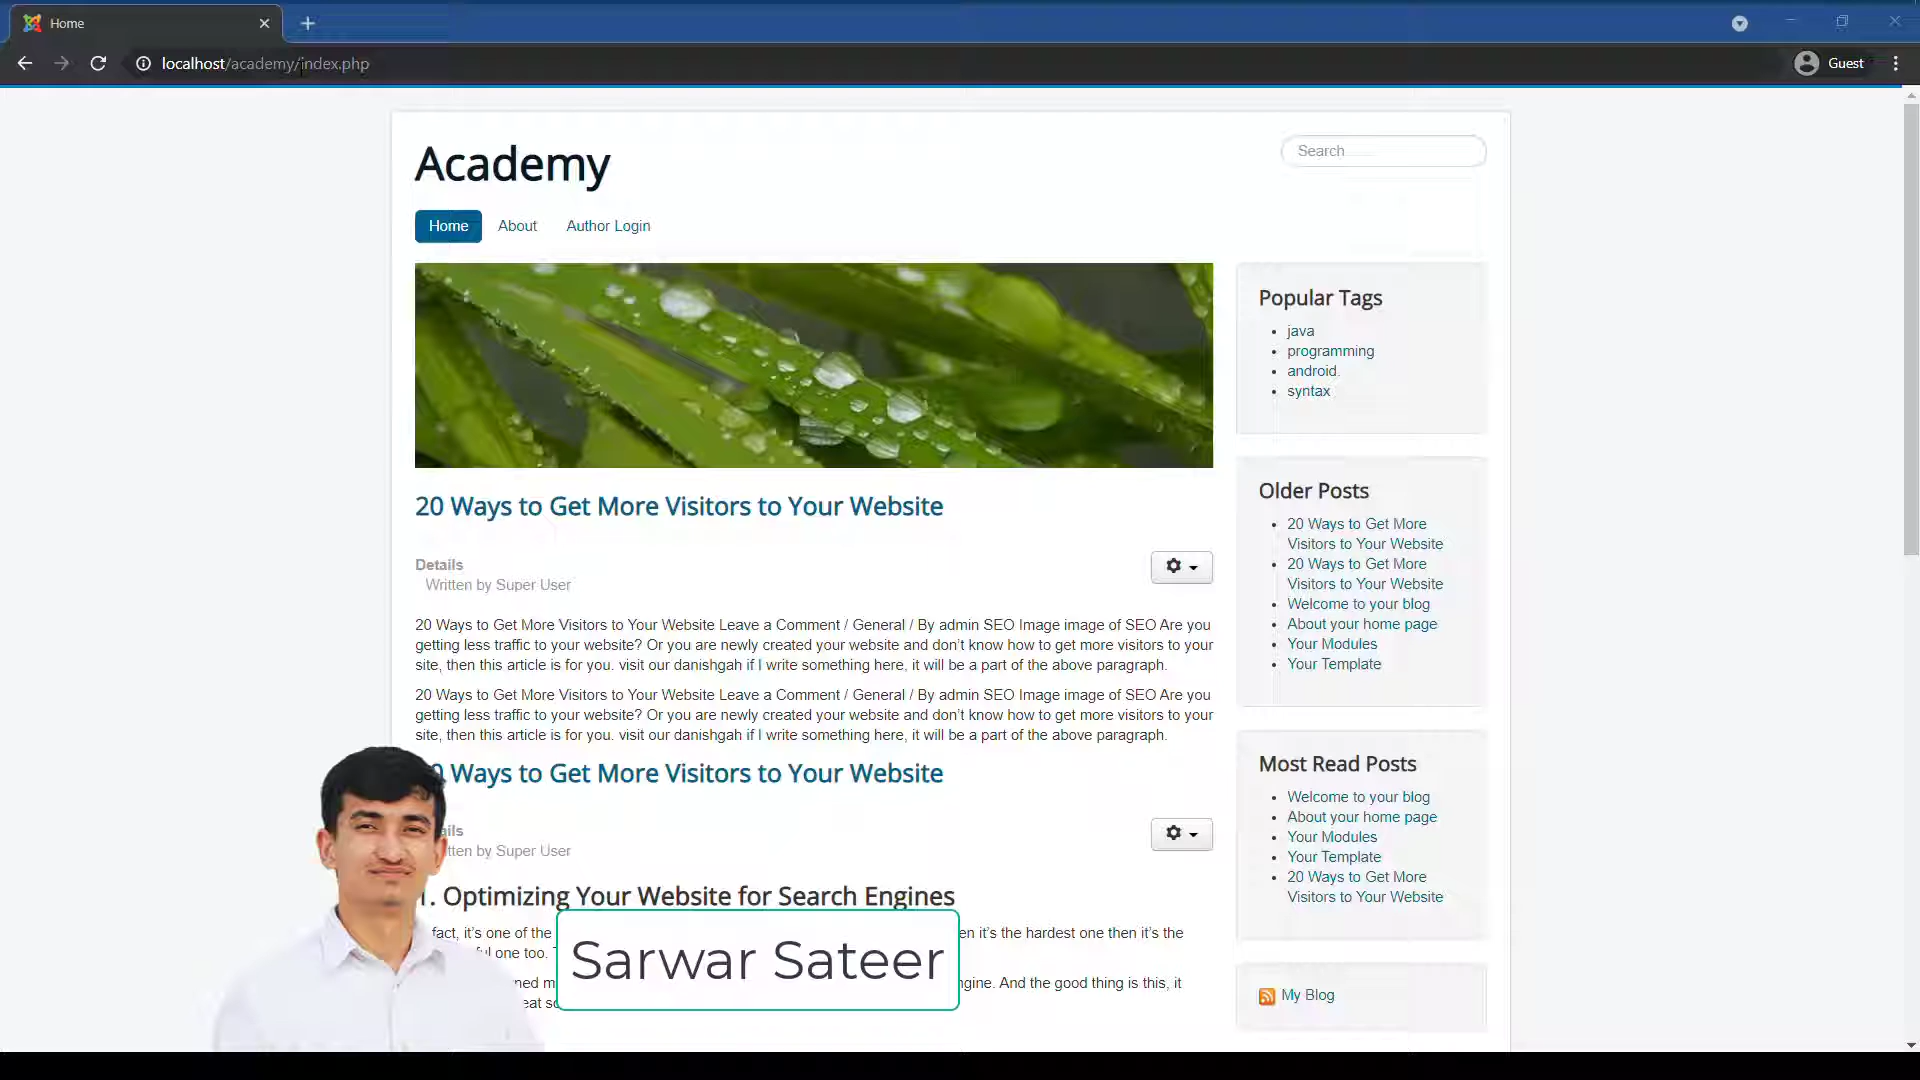 Home
localhost/academy/index.php
Guest
Academy
Search ......
Home About Author Login
20 Ways to Get More Visitors to Your Website
Details
Written by Super User
20 Ways to Get More Visitors to Your Website Leave a Comment / General / By admin SEO Image image of SEO Are you
getting less traffic to your website? Or you are newly created your website and don’t know how to get more visitors to your
site, then this article is for you. visit our danishgah if I write something here, it will be a part of the above paragraph.
20 Ways to Get More Visitors to Your Website Leave a Comment / General / By admin SEO Image image of SEO Are you
getting less traffic to your website? Or you are newly created your website and don’t know how to get more visitors to your
site, then this article is for you. visit our danishgah if I write something here, it will be a part of the above paragraph.
0 Ways to Get More Visitors to Your Website
ails
tten by Super User
1. Optimizing Your Website for Search Engines
fact, it’s one of the en it’s the hardest one then it’s the
one too.
ngine. And the good thing is this, it
Sarwar Sateer
Popular Tags
java
programming
android.
syntax
Older Posts
20 Ways to Get More
Visitors to Your Website
20 Ways to Get More
Visitors to Your Website
Welcome to your blog
About your home page
Your Modules
Your Template
Most Read Posts
Welcome to your blog
About your home page
Your Modules
Your Template
20 Ways to Get More
Visitors to Your Website
My Blog